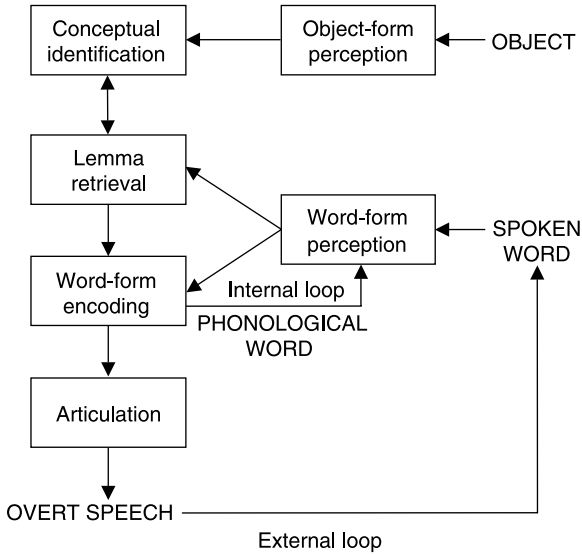 Conceptual
identification
Object-form
perception
OBJECT
Lemma
retrieval
Word-form
perception
SPOKEN
WORD
Word-form
encoding
Internal loop
PHONOLOGICAL
WORD
Articulation
OVERT SPEECH
External loop